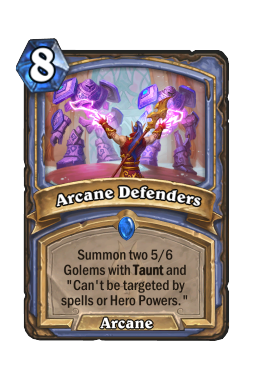 8
Arcane Defenders
Summon two 5/6
Golems with Taunt and
"Can't be targeted by
spells or Hero Powers."
Arcane